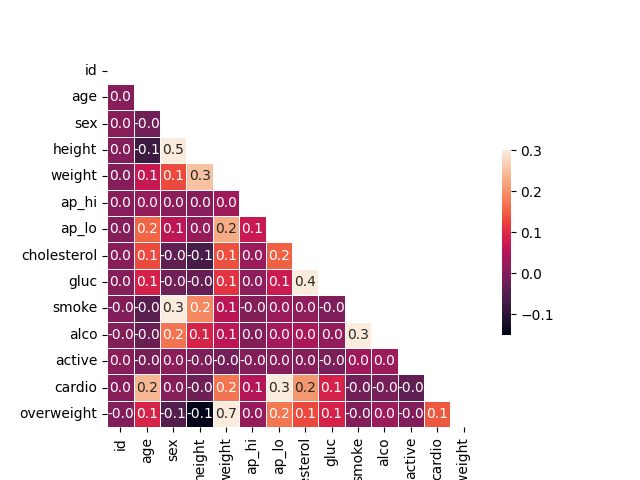 id
age 0.0
sex 0.0 -0.0
height 0.0 -0.1 0.5
weight 0.0 0.1 0.1 0.3
ap_hi 0.0 0.0 0.0 0.0 0.0
ap_lo 0.0 0.2 0.1 0.0 0.2 0.1
cholesterol 0.0 0.1 -0.0 -0.1 0.1 0.0 0.2
gluc 0.0 0.1 -0.0 -0.0 0.1 0.0 0.1 0.4
smoke -0.0 -0.0 0.3 0.2 0.1 -0.0 0.0 0.0 -0.0
alco 0.0 -0.0 0.2 0.1 0.1 0.0 0.0 0.0 0.0 0.3
active 0.0 -0.0 0.0 -0.0 -0.0 -0.0 0.0 0.0 -0.0 0.0 0.0
cardio 0.0 0.2 0.0 -0.0 0.2 0.1 0.3 0.2 0.1 -0.0 -0.0 -0.0
overweight -0.0 0.1 -0.1 -0.1 0.7 0.0 0.2 0.1 0.1 -0.0 0.0 -0.0 0.1
id age sex height weight ap_hi ap_lo esterol gluc smoke alco active cardio weight
0.3
0.2
0.1
0.0
−0.1